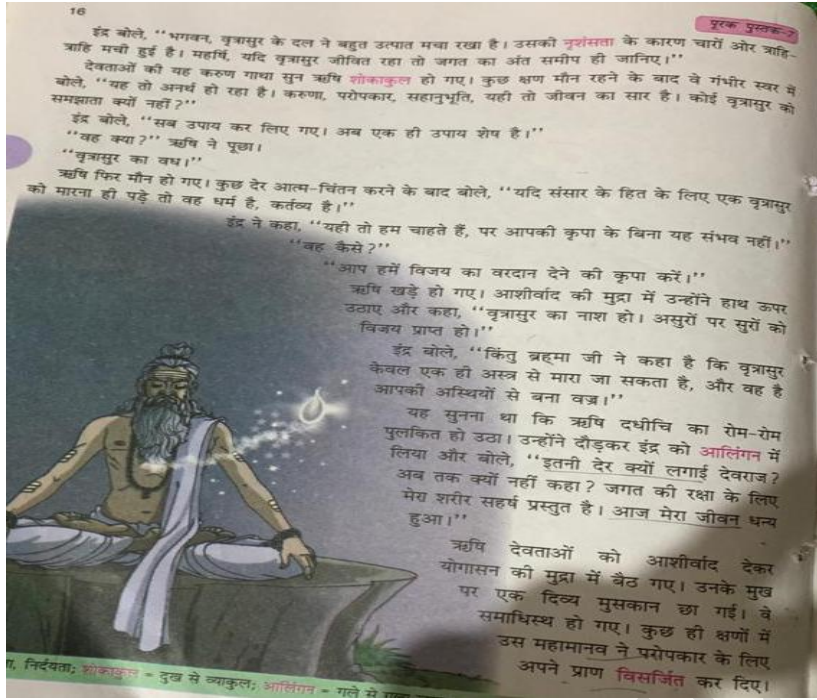 16
पूरक पुस्तक-7
इंद्र बोले, ‘‘भगवन, वृत्रासुर के दल ने बहुत उत्पात मचा रखा है। उसकी नृशंसता के कारण चारों ओर त्राहि-
त्राहि मची हुई है। महर्षि, यदि वृत्रासुर जीवित रहा तो जगत का अंत समीप ही जानिए।’’
देवताओं की यह करुण गाथा सुन ऋषि शोकाकुल हो गए। कुछ क्षण मौन रहने के बाद वे गंभीर स्वर में
बोले, ‘‘यह तो अनर्थ हो रहा है। करुणा, परोपकार, सहानुभूति, यही तो जीवन का सार है। कोई वृत्रासुर को
समझाता क्यों नहीं?’’
इंद्र बोले, ‘‘सब उपाय कर लिए गए। अब एक ही उपाय शेष है।’’
‘‘वह क्या?’’ ऋषि ने पूछा।
‘‘वृत्रासुर का वध।’’
ऋषि फिर मौन हो गए। कुछ देर आत्म-चिंतन करने के बाद बोले, ‘‘यदि संसार के हित के लिए एक वृत्रासुर
को मारना ही पड़े तो वह धर्म है, कर्तव्य है।’’
इंद्र ने कहा, ‘‘यही तो हम चाहते हैं, पर आपकी कृपा के बिना यह संभव नहीं।’’
‘‘वह कैसे?’’
‘‘आप हमें विजय का वरदान देने की कृपा करें।’’
ऋषि खड़े हो गए। आशीर्वाद की मुद्रा में उन्होंने हाथ ऊपर
उठाए और कहा, ‘‘वृत्रासुर का नाश हो। असुरों पर सुरों को
विजय प्राप्त हो।’’
इंद्र बोले, ‘‘किंतु ब्रह्मा जी ने कहा है कि वृत्रासुर
केवल एक ही अस्त्र से मारा जा सकता है, और वह है
आपकी अस्थियों से बना वज्र।’’
यह सुनना था कि ऋषि दधीचि का रोम-रोम
पुलकित हो उठा। उन्होंने दौड़कर इंद्र को आलिंगन में
लिया और बोले, ‘‘इतनी देर क्यों लगाई देवराज?
अब तक क्यों नहीं कहा? जगत की रक्षा के लिए
मेरा शरीर सहर्ष प्रस्तुत है। आज मेरा जीवन धन्य
हुआ।’’
ऋषि देवताओं को आशीर्वाद देकर
योगासन की मुद्रा में बैठ गए। उनके मुख
पर एक दिव्य मुसकान छा गई। वे
समाधिस्थ हो गए। कुछ ही क्षणों में
उस महामानव ने परोपकार के लिए
अपने प्राण विसर्जित कर दिए।
निर्दयता; शोकाकुल = दुख से व्याकुल; आलिंगन = गले से